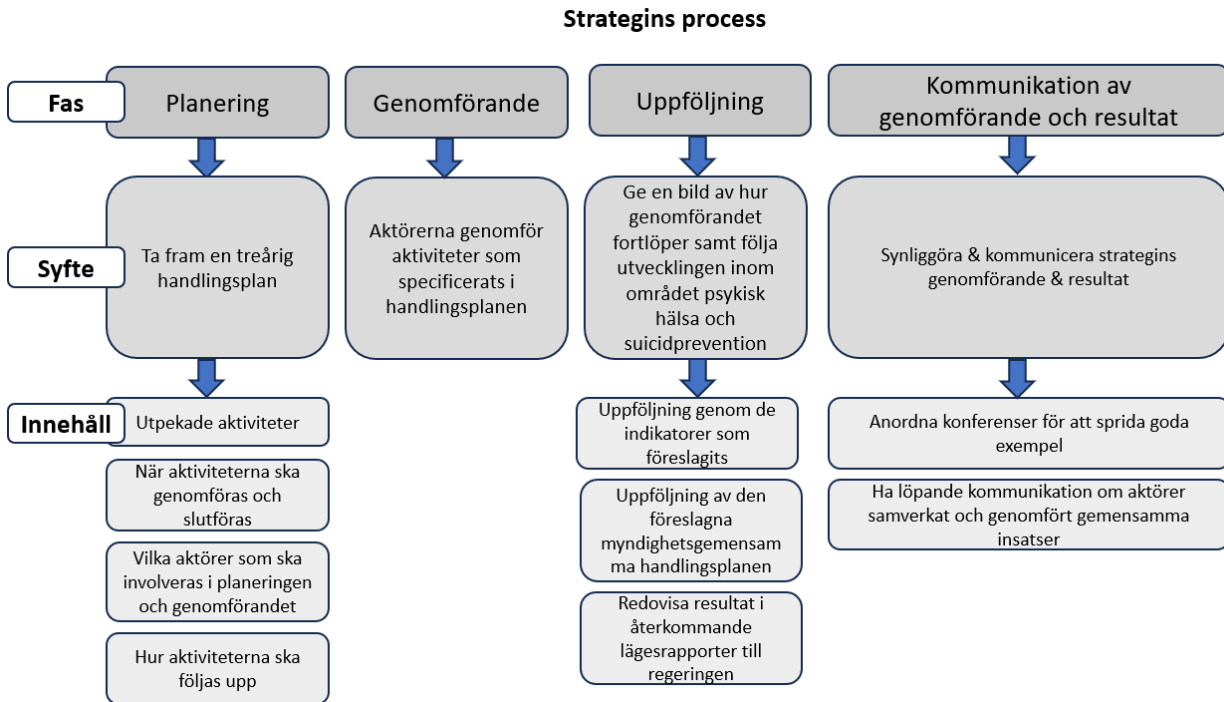 Strategins process
Fas
Planering
Genomförande
Uppföljning
Kommunikation av
genomförande och resultat
Syfte
Ta fram en treårig
handlingsplan
Aktörerna genomför
aktiviteter som
specificerats i
handlingsplanen
Ge en bild av hur
genomförandet
fortlöper samt följa
utvecklingen inom
området psykisk
hälsa och
suicidprevention
Synliggöra & kommunicera strategins
genomförande & resultat
Innehåll
Utpekade aktiviteter
När aktiviteterna ska
genomföras och
slutföras
Vilka aktörer som ska
involveras i planeringen
och genomförandet
Hur aktiviteterna ska
följas upp
Uppföljning genom de
indikatorer som
föreslagits
Uppföljning av den
föreslagna
myndighetsgemensam
ma handlingsplanen
Redovisa resultat i
återkommande
lägesrapporter till
regeringen
Anordna konferenser för att sprida goda
exempel
Ha löpande kommunikation om aktörer
samverkat och genomfört gemensamma
insatser